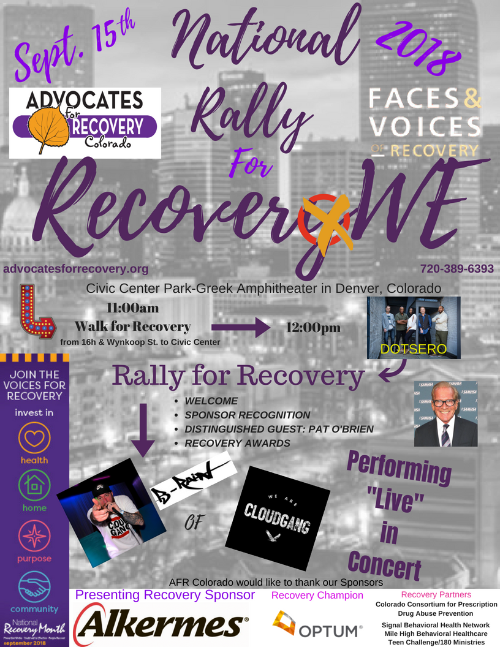 Sept. 15th
National
2018
ADVOCATES
for
RECOVERY
Colorado
Rally
For
FACES &
VOICES
OF RECOVERY
Recovery
WE
advocatesforrecovery.org
720-389-6393
Civic Center Park-Greek Amphitheater in Denver, Colorado
11:00am
Walk for Recovery
from 16h & Wynkoop St. to Civic Center
12:00pm
DOTSERO
JOIN THE
VOICES FOR
RECOVERY
invest in
health
home
purpose
community
National
Recovery Month
september 2018
Rally for Recovery
• WELCOME
• SPONSOR RECOGNITION
• DISTINGUISHED GUEST: PAT O'BRIEN
• RECOVERY AWARDS
B-Rain
OF
WE ARE
CLOUDGANG
Performing
"Live"
in
Concert
AFR Colorado would like to thank our Sponsors
Presenting Recovery Sponsor
Alkermes®
Recovery Champion
OPTUM®
Recovery Partners
Colorado Consortium for Prescription
Drug Abuse Prevention
Signal Behavioral Health Network
Mile High Behavioral Healthcare
Teen Challenge/180 Ministries